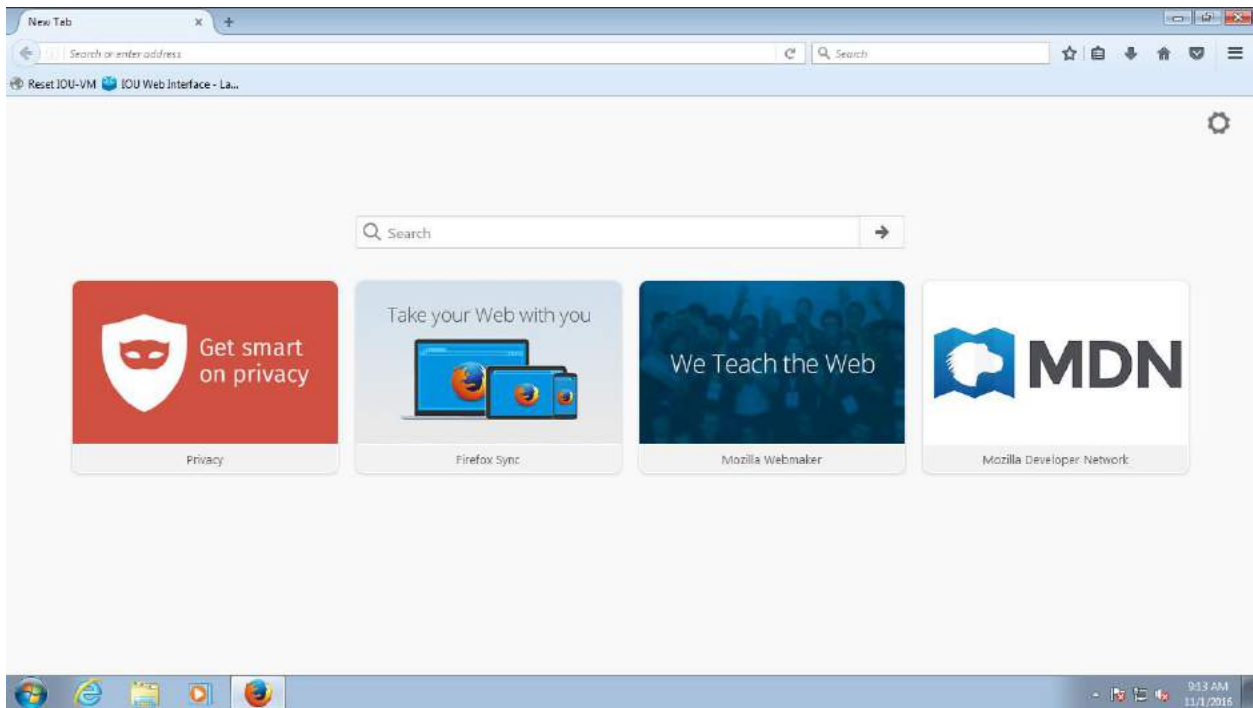 New Tab
Search or enter address
Search
Reset IOU-VM IOU Web Interface - La...
Search
Get smart
on privacy
Privacy
Take your Web with you
Firefox Sync
We Teach the Web
Mozilla Webmaker
MDN
Mozilla Developer Network
9:13 AM
11/1/2016